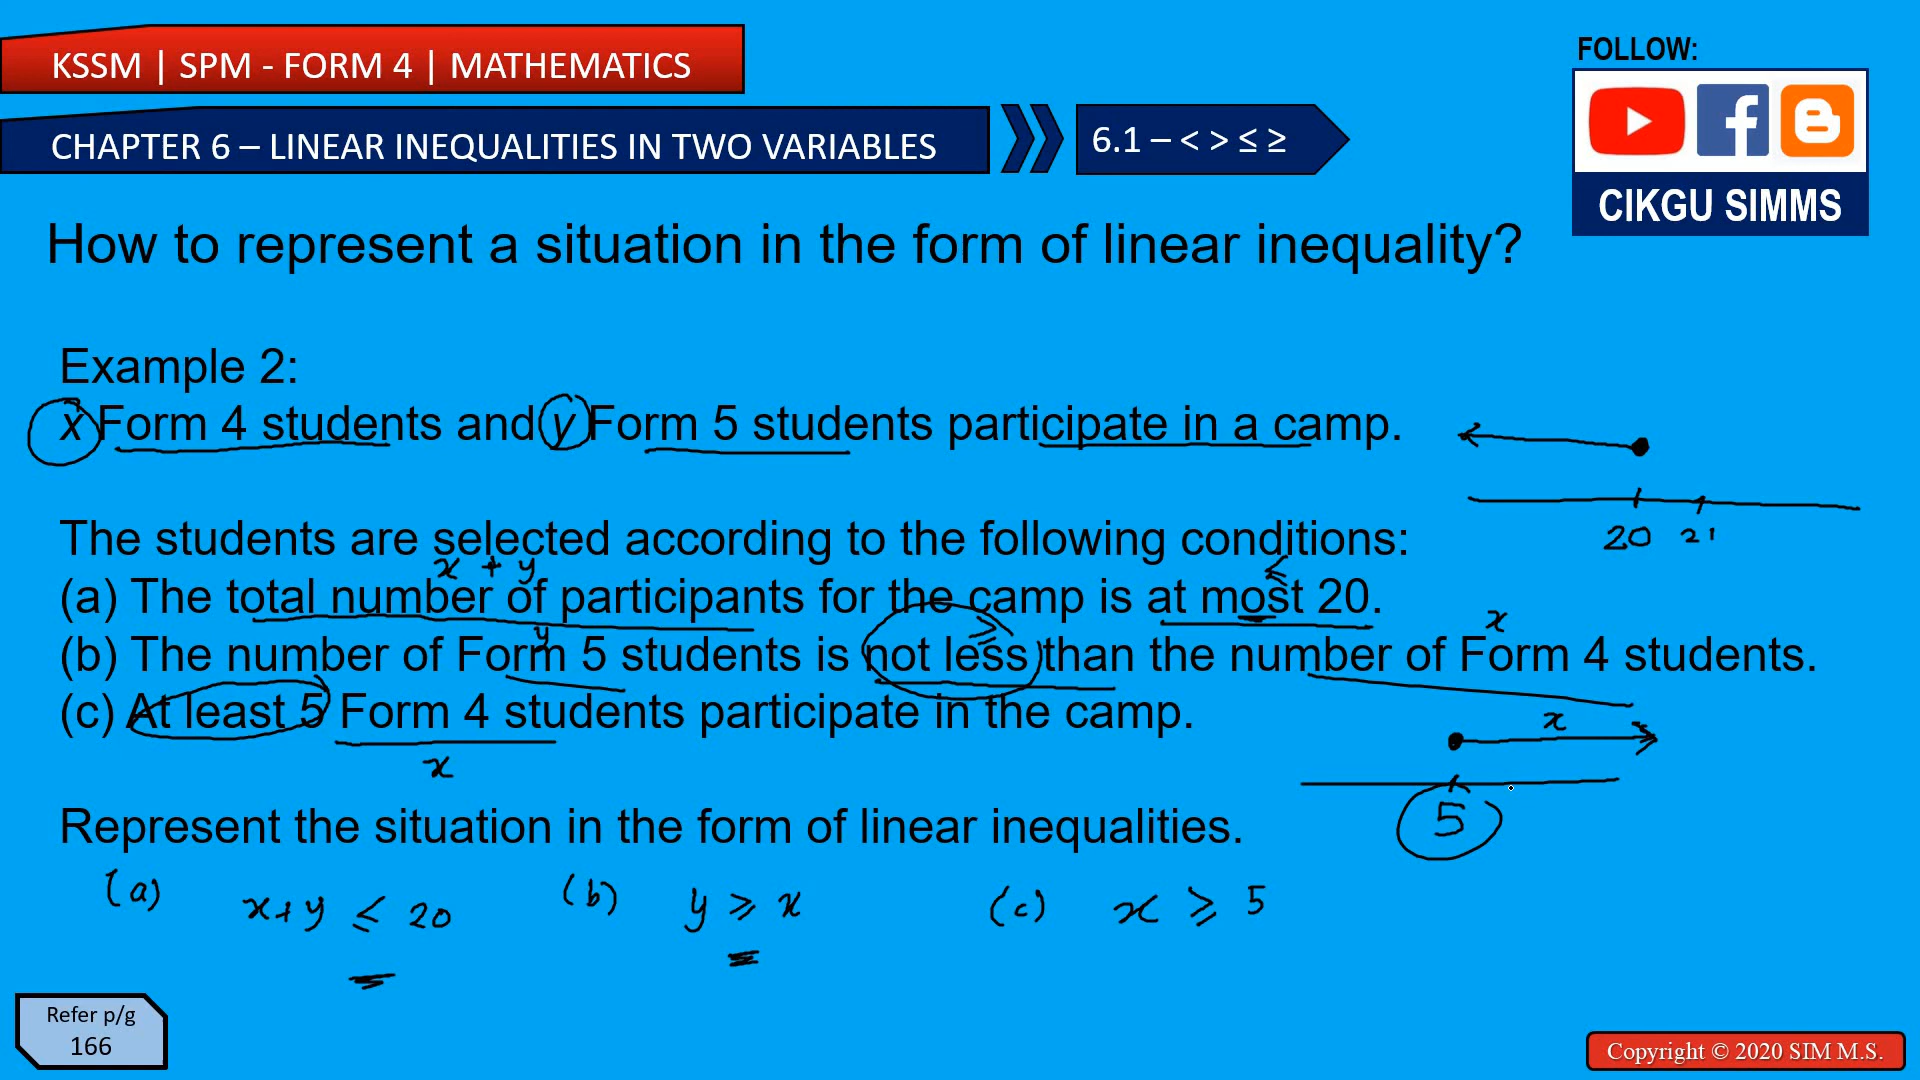 KSSM | SPM - FORM 4 | MATHEMATICS
FOLLOW:
CHAPTER 6 – LINEAR INEQUALITIES IN TWO VARIABLES
6.1 – < > ≤ ≥
CIKGU SIMMS
How to represent a situation in the form of linear inequality?
Example 2:
x Form 4 students and y Form 5 students participate in a camp.
20 21
The students are selected according to the following conditions:
x + y ≤
(a) The total number of participants for the camp is at most 20.
y ≥ x
(b) The number of Form 5 students is not less than the number of Form 4 students.
(c) At least 5 Form 4 students participate in the camp.
x
x
5
Represent the situation in the form of linear inequalities.
(a) x + y ≤ 20 (b) y ≥ x (c) x ≥ 5
Refer p/g
166
Copyright © 2020 SIM M.S.